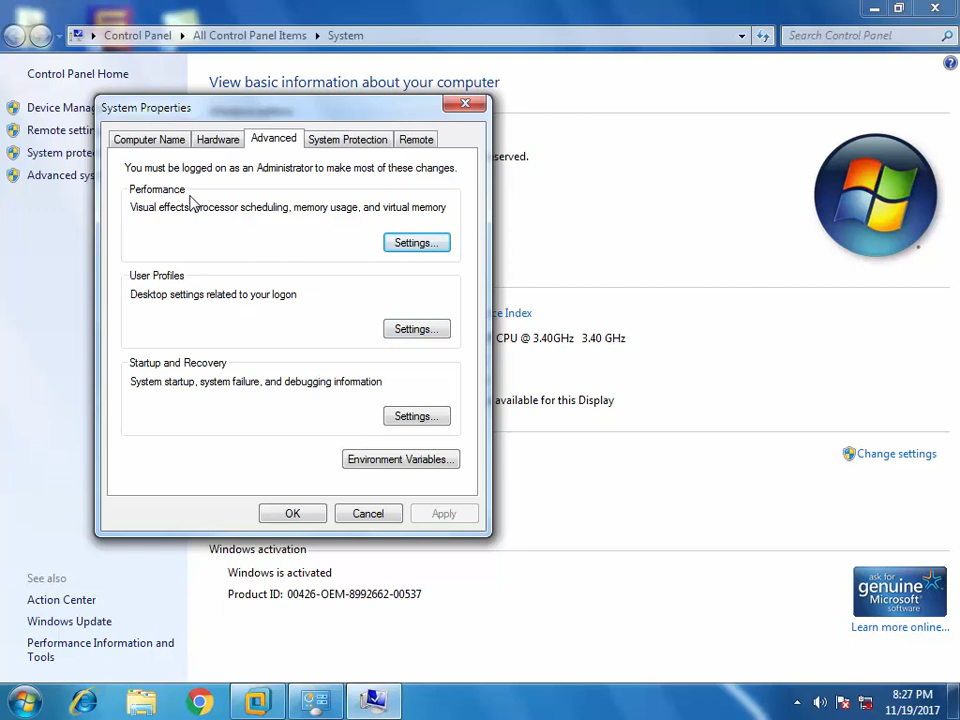 Control Panel
All Control Panel Items
System
Search Control Panel
Control Panel Home
View basic information about your computer
Device Mana
Remote settin
System prote
Advanced sys
System Properties
Computer Name
Hardware
Advanced
System Protection
Remote
You must be logged on as an Administrator to make most of these changes.
Performance
Visual effects, processor scheduling, memory usage, and virtual memory
Settings...
User Profiles
Desktop settings related to your logon
Settings...
Startup and Recovery
System startup, system failure, and debugging information
Settings...
Environment Variables...
OK
Cancel
Apply
served.
ce Index
CPU @ 3.40GHz 3.40 GHz
available for this Display
Change settings
Windows activation
Windows is activated
Product ID: 00426-OEM-8992662-00537
ask for
genuine
Microsoft
software
Learn more online...
See also
Action Center
Windows Update
Performance Information and
Tools
8:27 PM
11/19/2017